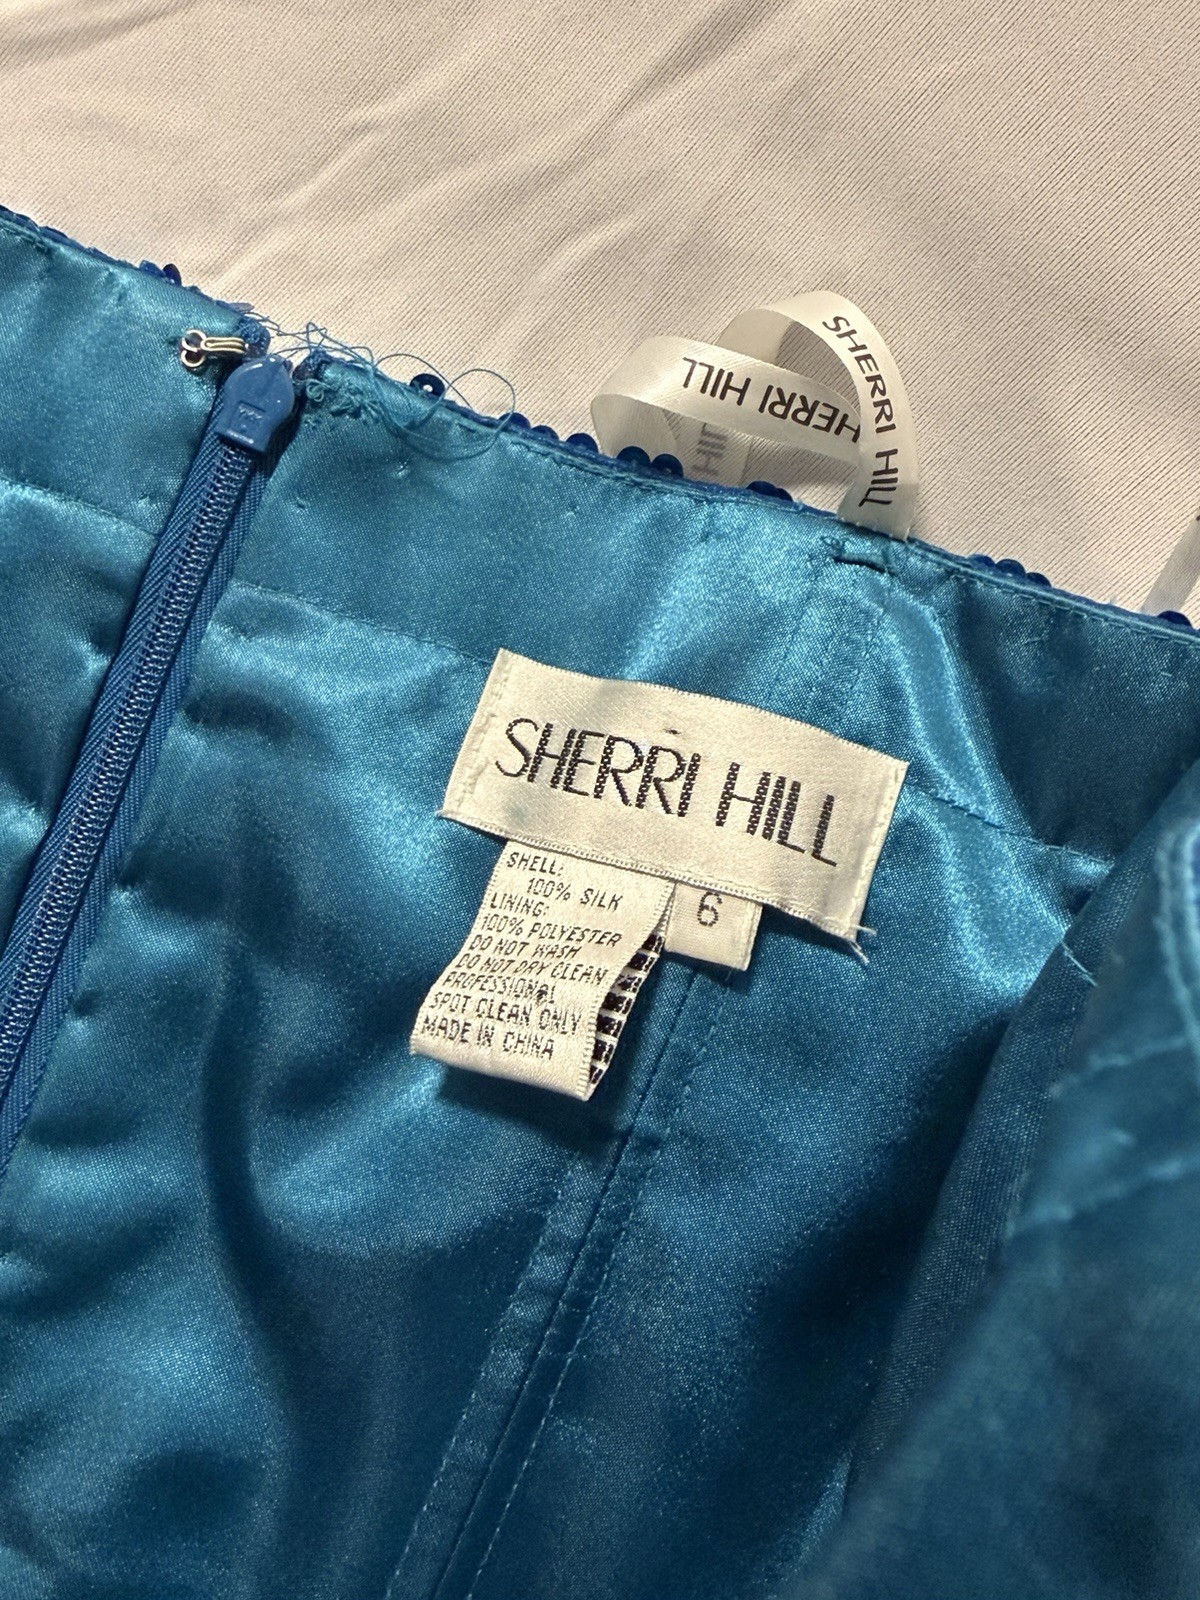 SHERRI HILL
SHERRI HILL
SHERRI HILL
SHELL:
100% SILK
LINING:
100% POLYESTER
DO NOT WASH
DO NOT DRY CLEAN
PROFESSIONAL
SPOT CLEAN ONLY
MADE IN CHINA
6